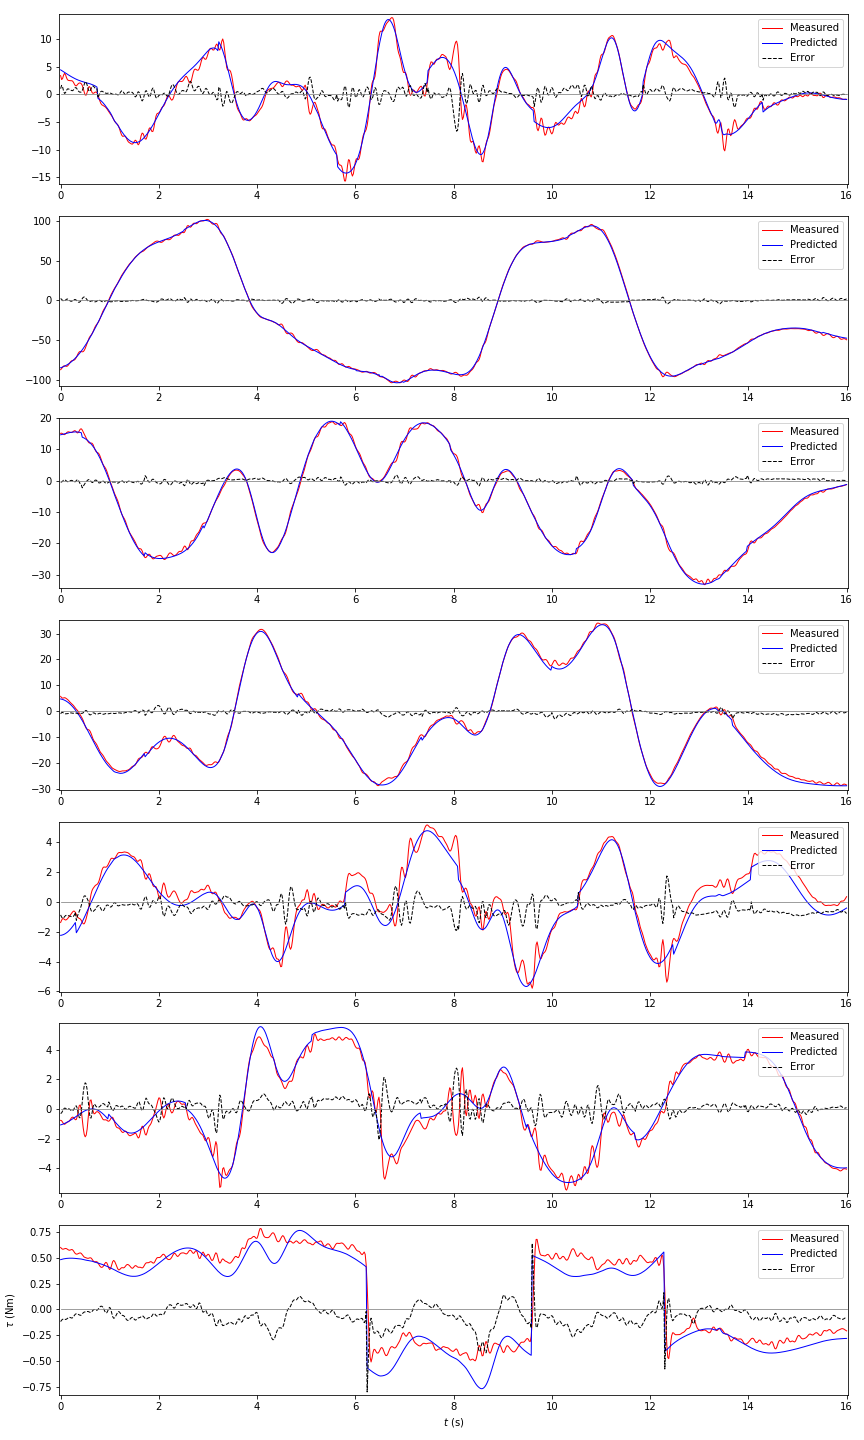 10
5
0
−5
−10
−15
Measured
Predicted
Error
0 2 4 6 8 10 12 14 16
100
50
0
−50
−100
Measured
Predicted
Error
0 2 4 6 8 10 12 14 16
20
10
0
−10
−20
−30
Measured
Predicted
Error
0 2 4 6 8 10 12 14 16
30
20
10
0
−10
−20
−30
Measured
Predicted
Error
0 2 4 6 8 10 12 14 16
4
2
0
−2
−4
−6
Measured
Predicted
Error
0 2 4 6 8 10 12 14 16
4
2
0
−2
−4
Measured
Predicted
Error
0 2 4 6 8 10 12 14 16
0.75
0.50
0.25
0.00
−0.25
−0.50
−0.75
τ (Nm)
Measured
Predicted
Error
0 2 4 6 8 10 12 14 16
t (s)